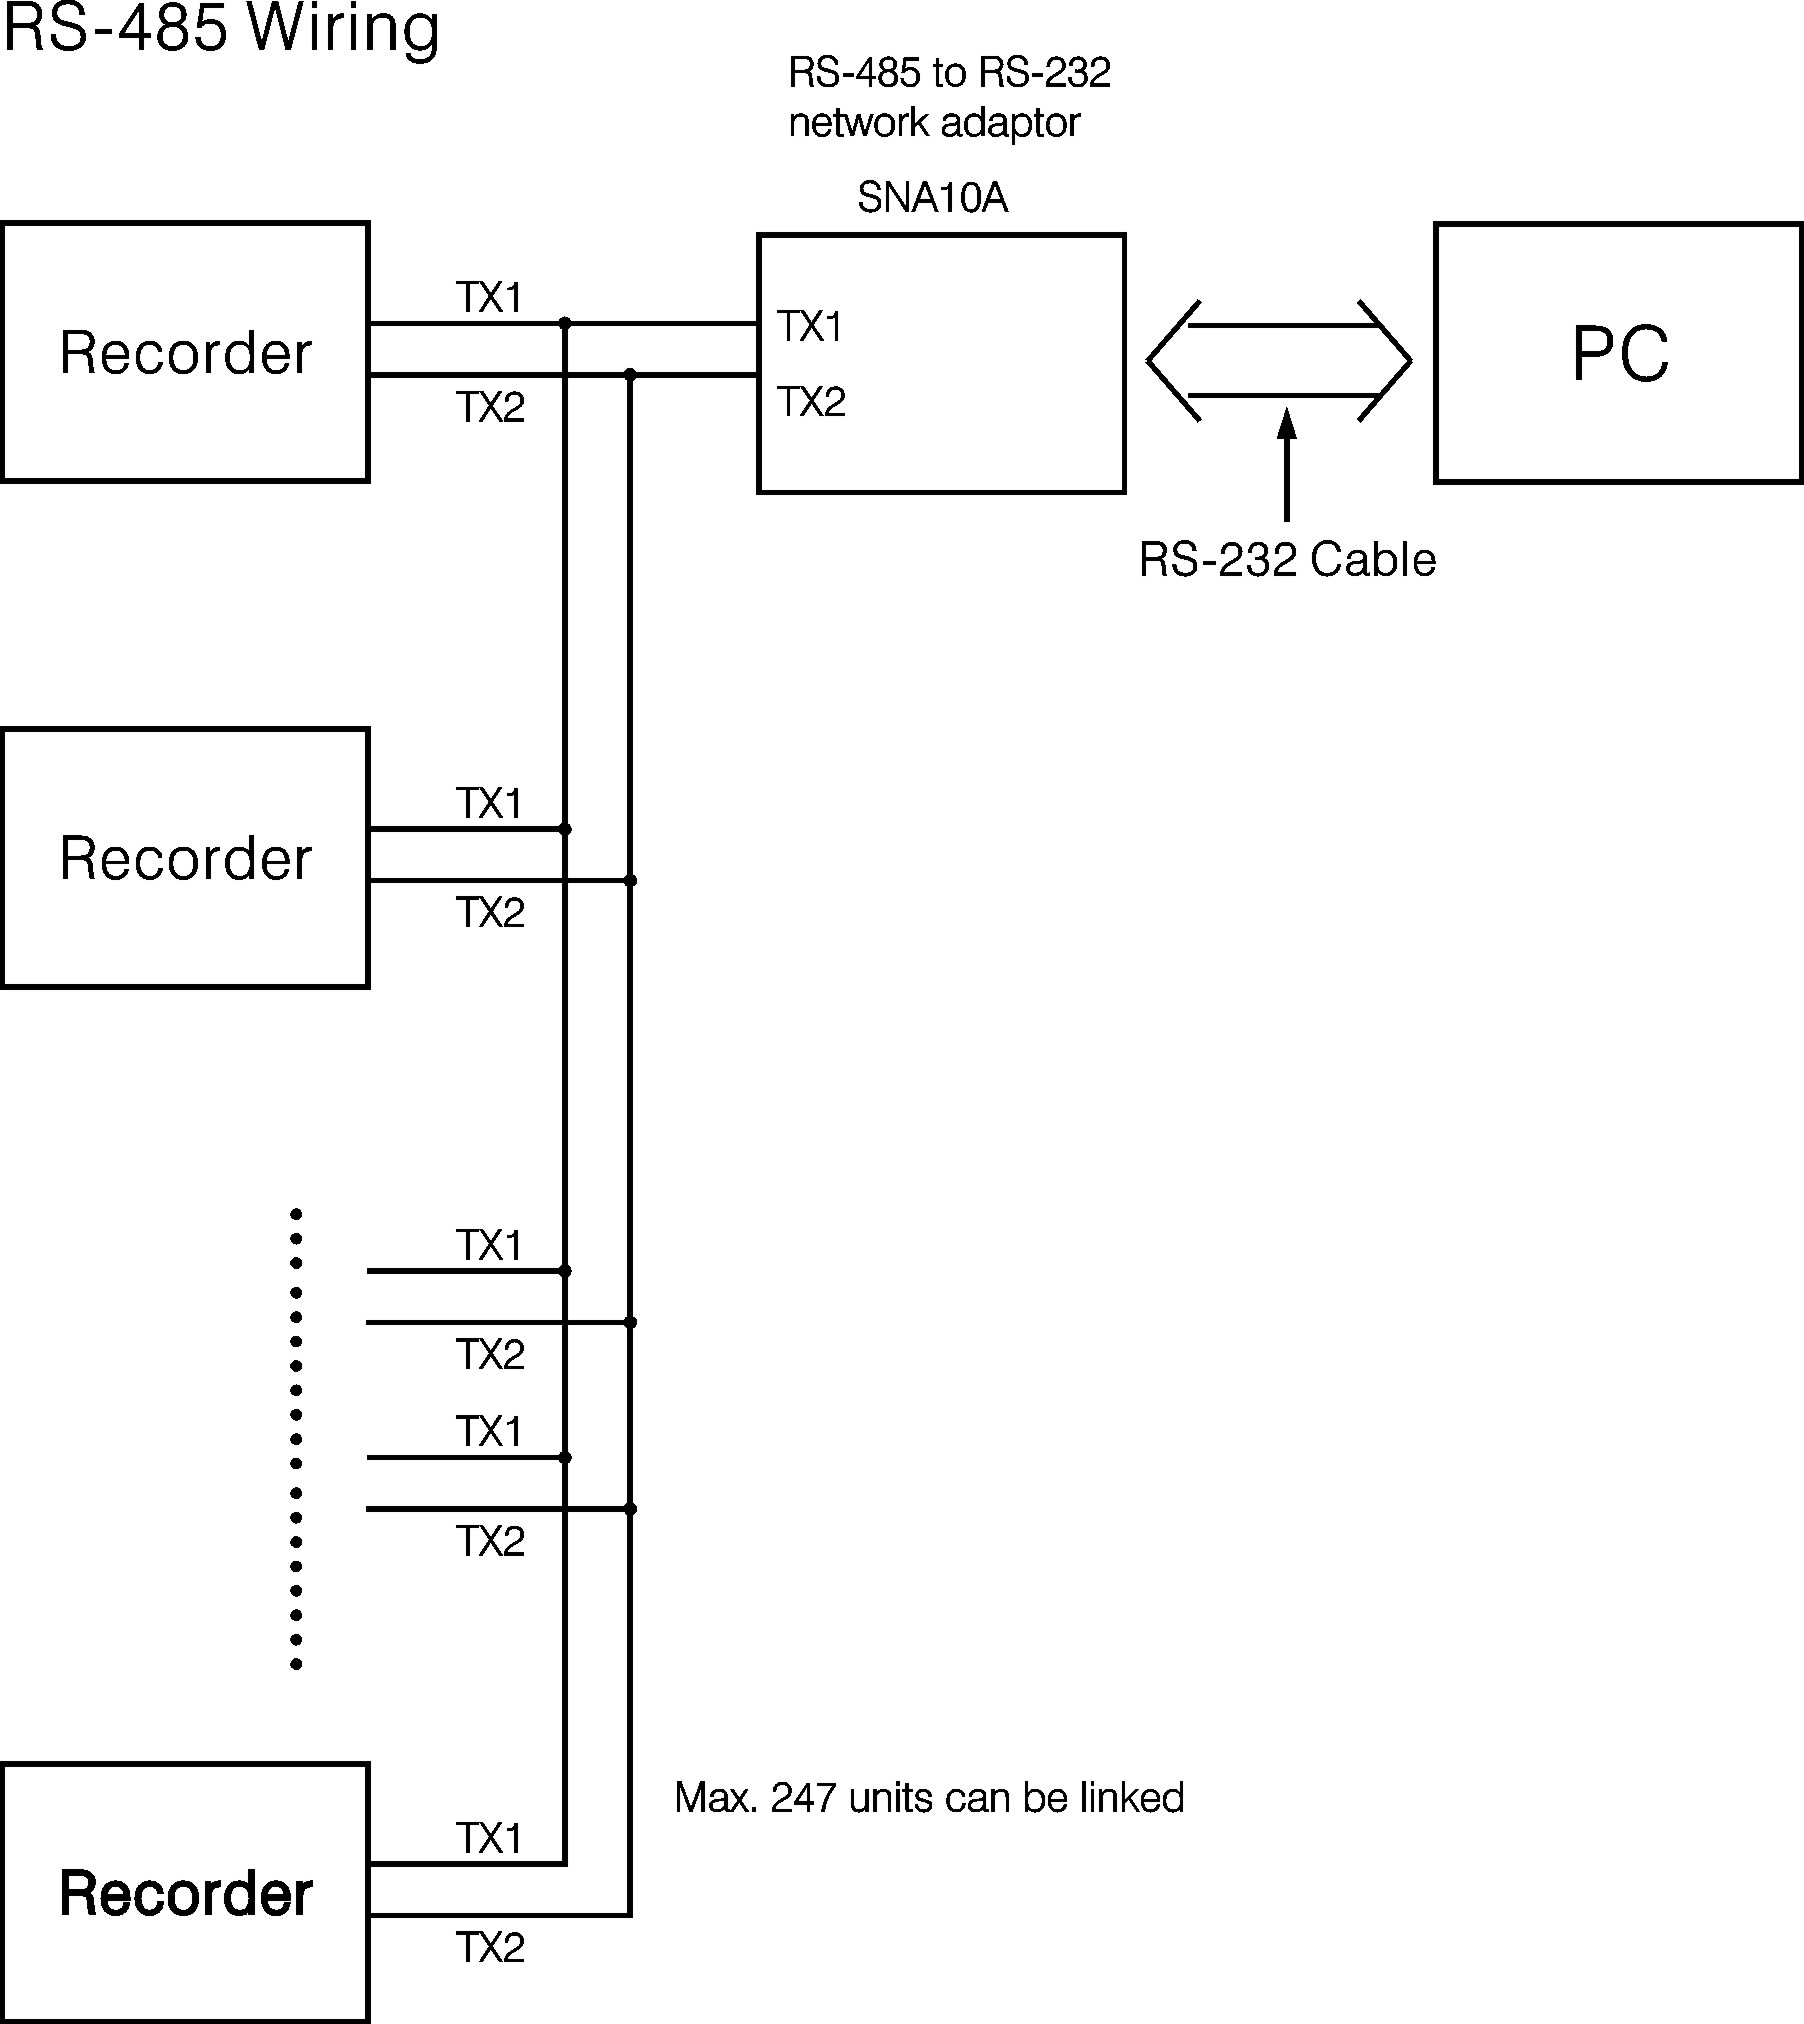 RS-485 Wiring
RS-485 to RS-232
network adaptor
SNA10A
Recorder
TX1
TX2
TX1
TX2
PC
RS-232 Cable
Recorder
TX1
TX2
TX1
TX2
TX1
TX2
Max. 247 units can be linked
Recorder
TX1
TX2